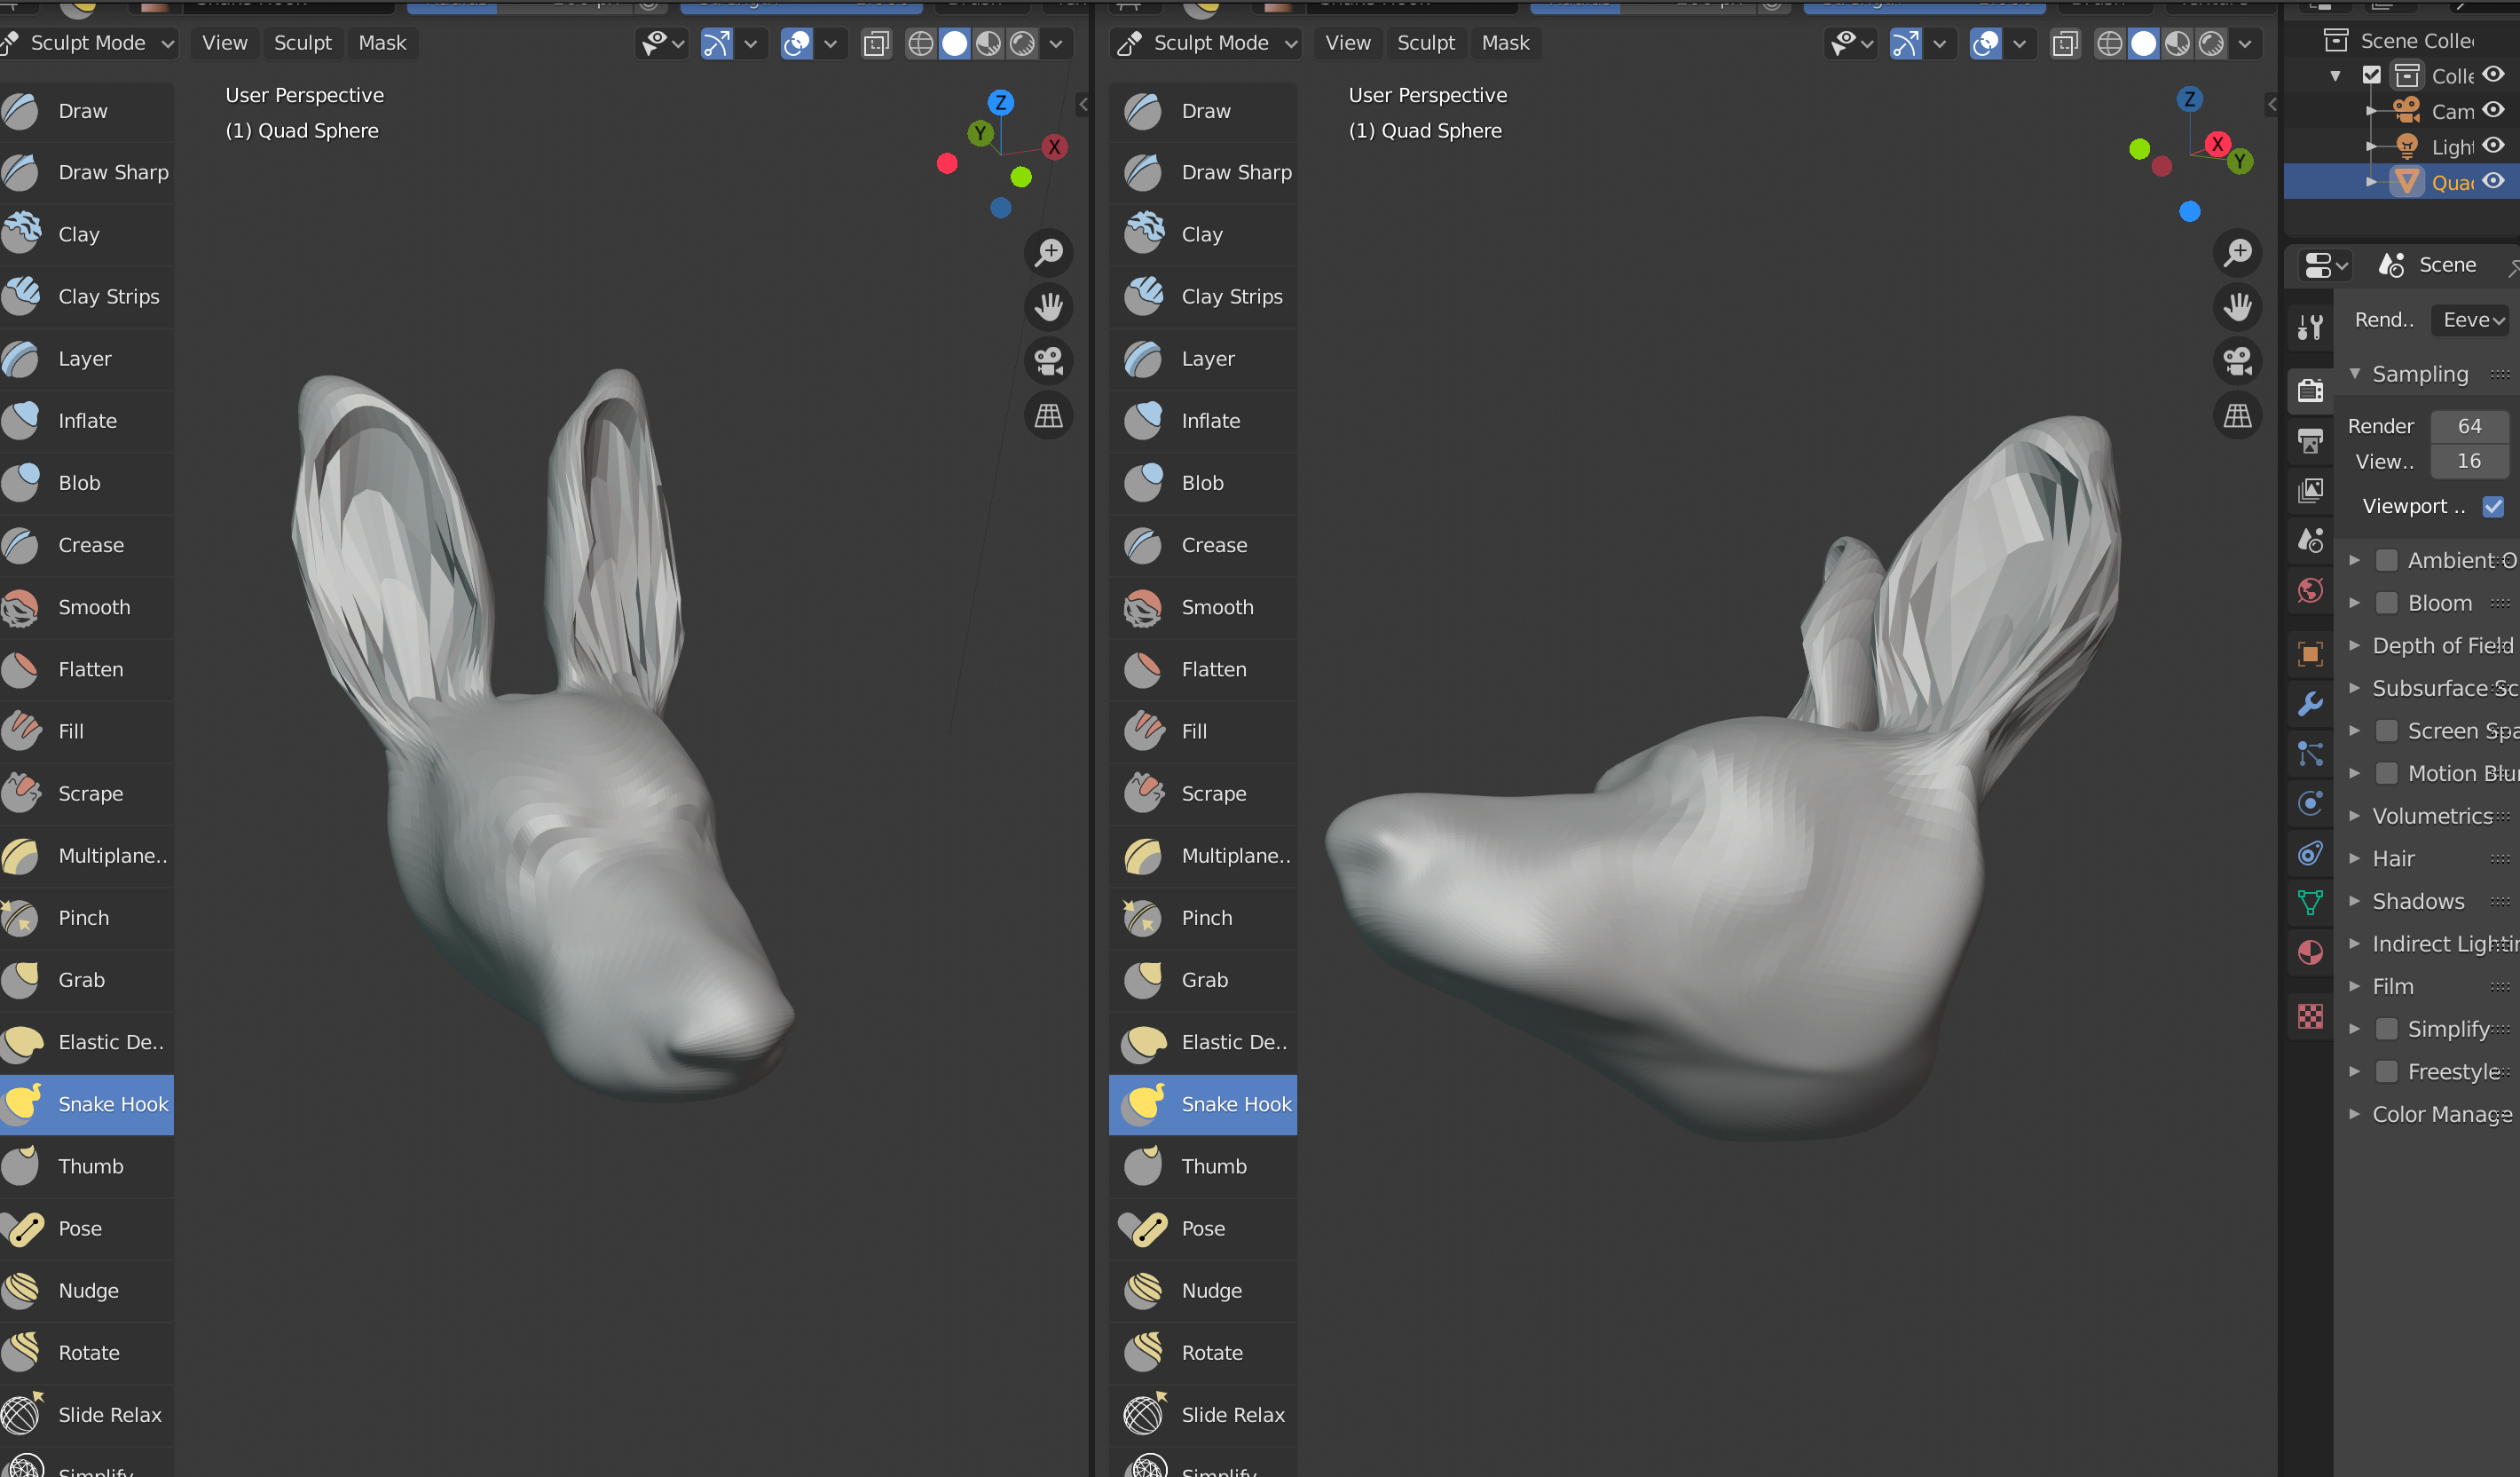 Sculpt Mode View Sculpt Mask
User Perspective
(1) Quad Sphere
Z
Y
X
Draw
Draw Sharp
Clay
Clay Strips
Layer
Inflate
Blob
Crease
Smooth
Flatten
Fill
Scrape
Multiplane..
Pinch
Grab
Elastic De..
Snake Hook
Thumb
Pose
Nudge
Rotate
Slide Relax
Simplify
Sculpt Mode View Sculpt Mask
User Perspective
(1) Quad Sphere
Z
X
Y
Draw
Draw Sharp
Clay
Clay Strips
Layer
Inflate
Blob
Crease
Smooth
Flatten
Fill
Scrape
Multiplane..
Pinch
Grab
Elastic De..
Snake Hook
Thumb
Pose
Nudge
Rotate
Slide Relax
Simplify
Scene Colle
Colle
Cam
Light
Quad
Scene
Rend.. Eeve
Sampling
Render 64
View.. 16
Viewport ..
Ambient O
Bloom
Depth of Field
Subsurface Sc
Screen Spa
Motion Blur
Volumetrics
Hair
Shadows
Indirect Lightin
Film
Simplify
Freestyle
Color Manage